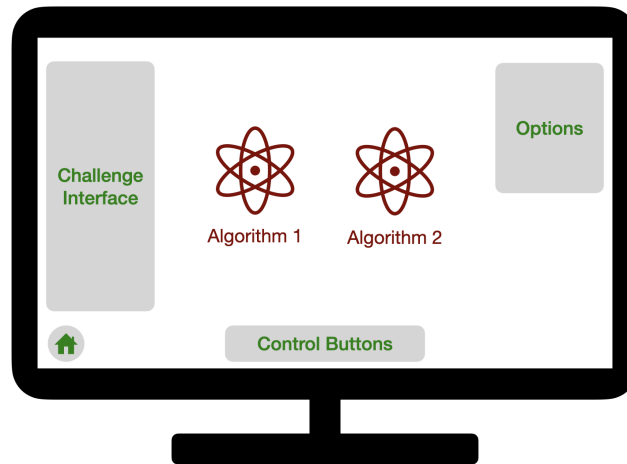 Challenge
Interface
Options
Algorithm 1
Algorithm 2
Control Buttons